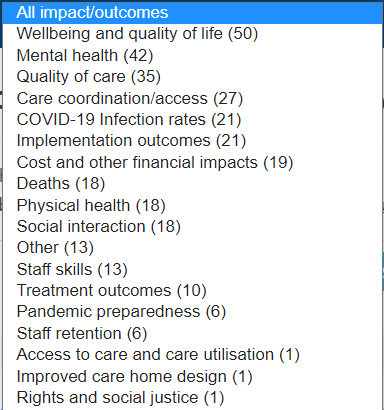 All impact/outcomes
Wellbeing and quality of life (50)
Mental health (42)
Quality of care (35)
Care coordination/access (27)
COVID-19 Infection rates (21)
Implementation outcomes (21)
Cost and other financial impacts (19)
Deaths (18)
Physical health (18)
Social interaction (18)
Other (13)
Staff skills (13)
Treatment outcomes (10)
Pandemic preparedness (6)
Staff retention (6)
Access to care and care utilisation (1)
Improved care home design (1)
Rights and social justice (1)